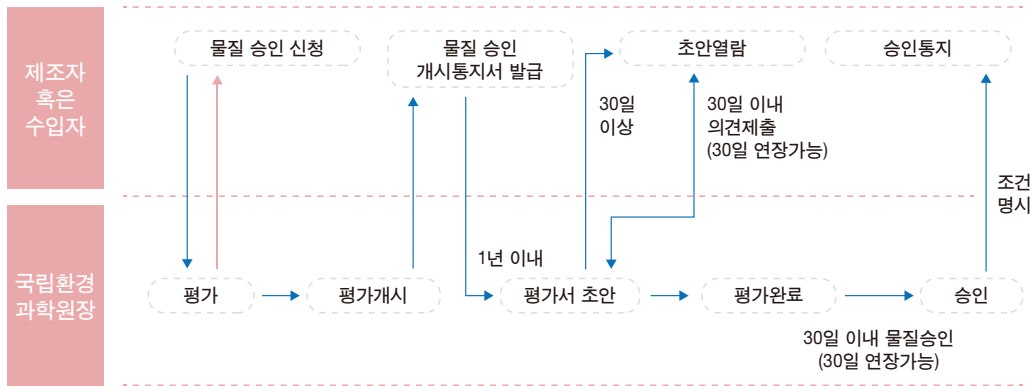 제조자
혹은
수입자
물질 승인 신청
물질 승인
개시통지서 발급
초안열람
승인통지
30일
이상
30일 이내
의견제출
(30일 연장가능)
조건
명시
국립환경
과학원장
1년 이내
평가
평가개시
평가서 초안
평가완료
승인
30일 이내 물질승인
(30일 연장가능)